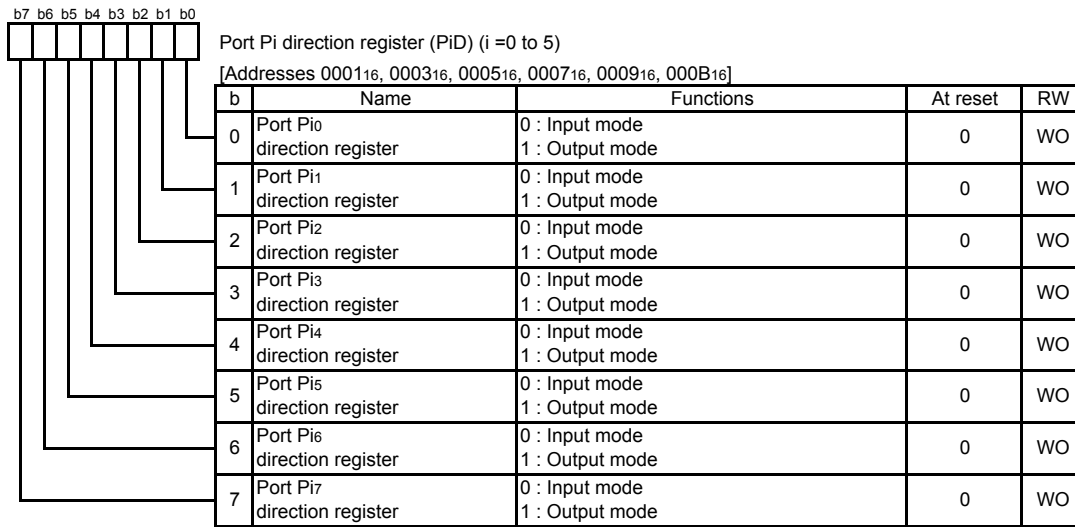 b7 b6 b5 b4 b3 b2 b1 b0
Port Pi direction register (PiD) (i =0 to 5)
[Addresses 000116, 000316, 000516, 000716, 000916, 000B16]
b Name Functions At reset RW
0 Port Pi0 0 : Input mode 0 WO
direction register 1 : Output mode
1 Port Pi1 0 : Input mode 0 WO
direction register 1 : Output mode
2 Port Pi2 0 : Input mode 0 WO
direction register 1 : Output mode
3 Port Pi3 0 : Input mode 0 WO
direction register 1 : Output mode
4 Port Pi4 0 : Input mode 0 WO
direction register 1 : Output mode
5 Port Pi5 0 : Input mode 0 WO
direction register 1 : Output mode
6 Port Pi6 0 : Input mode 0 WO
direction register 1 : Output mode
7 Port Pi7 0 : Input mode 0 WO
direction register 1 : Output mode